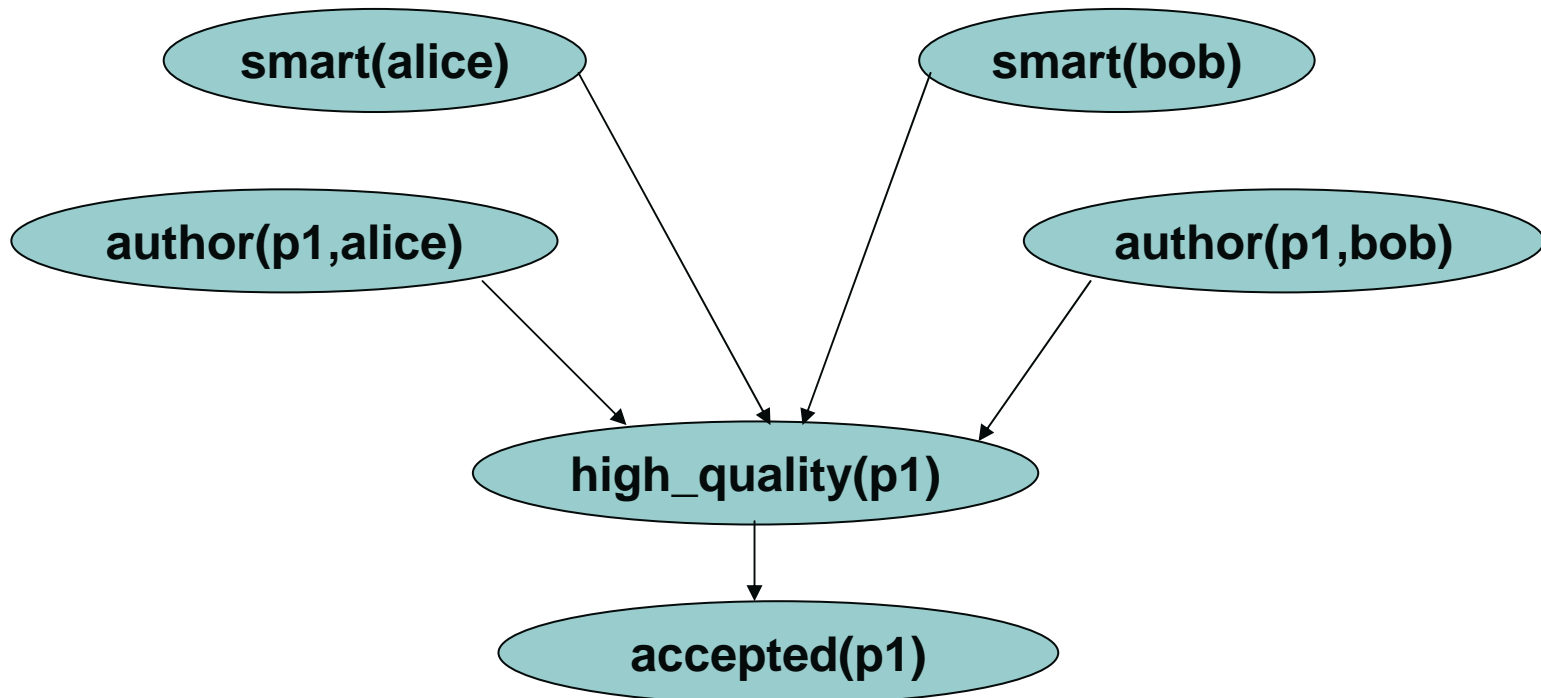 smart(alice)
smart(bob)
author(p1,alice)
author(p1,bob)
high_quality(p1)
accepted(p1)